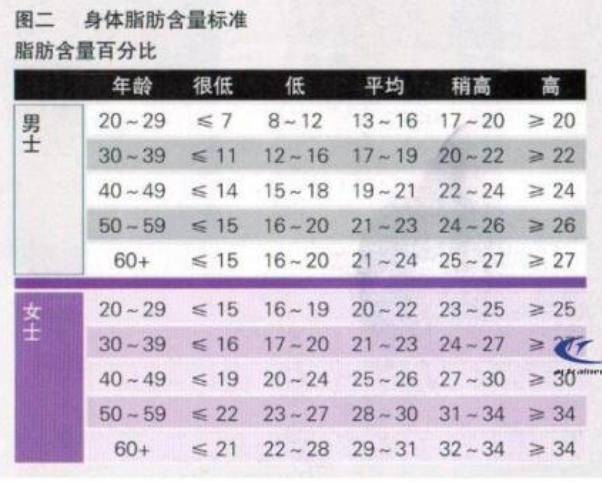 图二 身体脂肪含量标准
脂肪含量百分比
年龄 很低 低 平均 稍高 高
男士
20~29 ≤7 8~12 13~16 17~20 ≥20
30~39 ≤11 12~16 17~19 20~22 ≥22
40~49 ≤14 15~18 19~21 22~24 ≥24
50~59 ≤15 16~20 21~23 24~26 ≥26
60+ ≤15 16~20 21~24 25~27 ≥27
女士
20~29 ≤15 16~19 20~22 23~25 ≥25
30~39 ≤16 17~20 21~23 24~27 ≥
40~49 ≤19 20~24 25~26 27~30 ≥30
50~59 ≤22 23~27 28~30 31~34 ≥34
60+ ≤21 22~28 29~31 32~34 ≥34